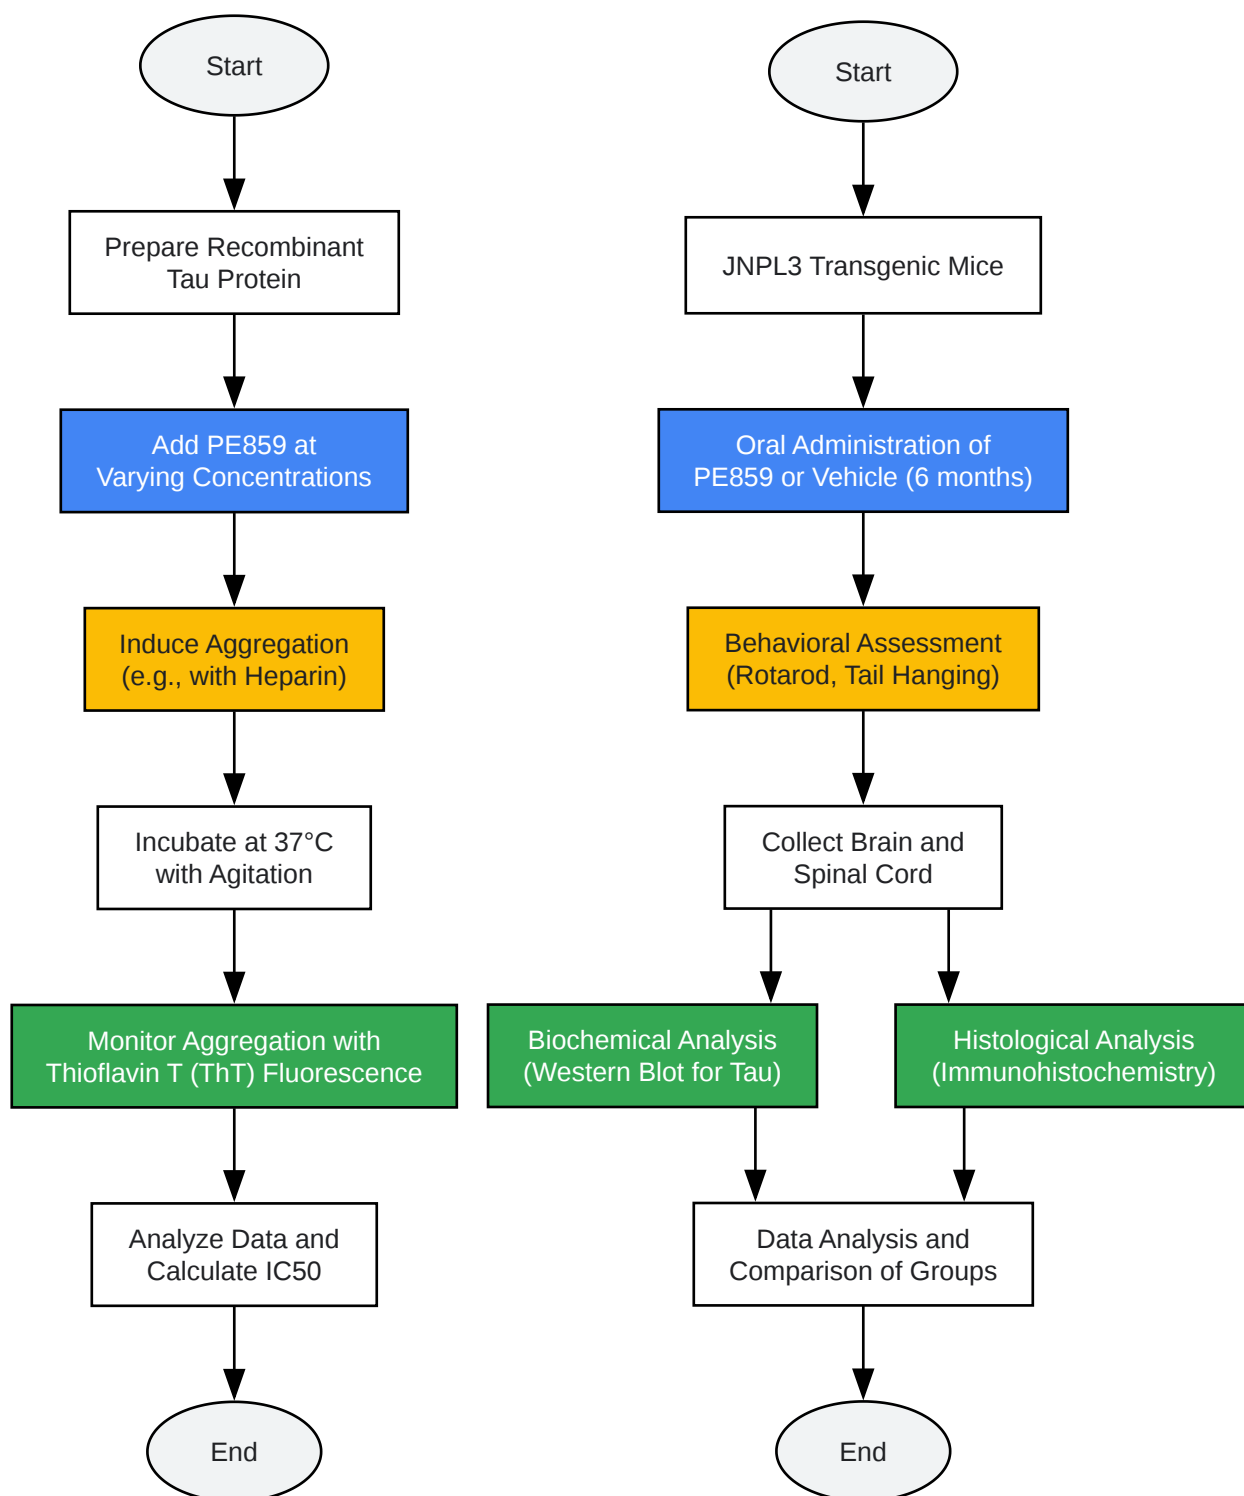 Start
Prepare Recombinant
Tau Protein
Add PE859 at
Varying Concentrations
Induce Aggregation
(e.g., with Heparin)
Incubate at 37°C
with Agitation
Monitor Aggregation with
Thioflavin T (ThT) Fluorescence
Analyze Data and
Calculate IC50
End
Start
JNPL3 Transgenic Mice
Oral Administration of
PE859 or Vehicle (6 months)
Behavioral Assessment
(Rotarod, Tail Hanging)
Collect Brain and
Spinal Cord
Biochemical Analysis
(Western Blot for Tau)
Histological Analysis
(Immunohistochemistry)
Data Analysis and
Comparison of Groups
End